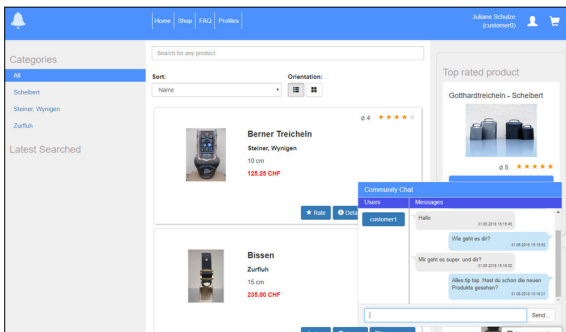 Home Shop FAQ Profiles
Juliane Schulze
(customer0)
Categories
All
Schelbert
Steiner, Wynigen
Zurfluh
Latest Searched
Search for any product
Sort:
Orientation:
Name
ø 4
Berner Treicheln
Steiner, Wynigen
10 cm
125.25 CHF
Rate
Bissen
Zurfluh
15 cm
235.00 CHF
Top rated product
Gotthardtreicheln - Schelbert
ø 5
Community Chat
Users Messages
customer1
Hallo
Wie geht es dir?
Mir geht es super. und dir?
Alles tip top. Hast du schon die neuen
Produkte gesehen?
Send...